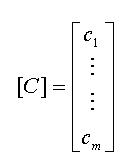 [C] = [c₁
⋮
⋮
cₘ]